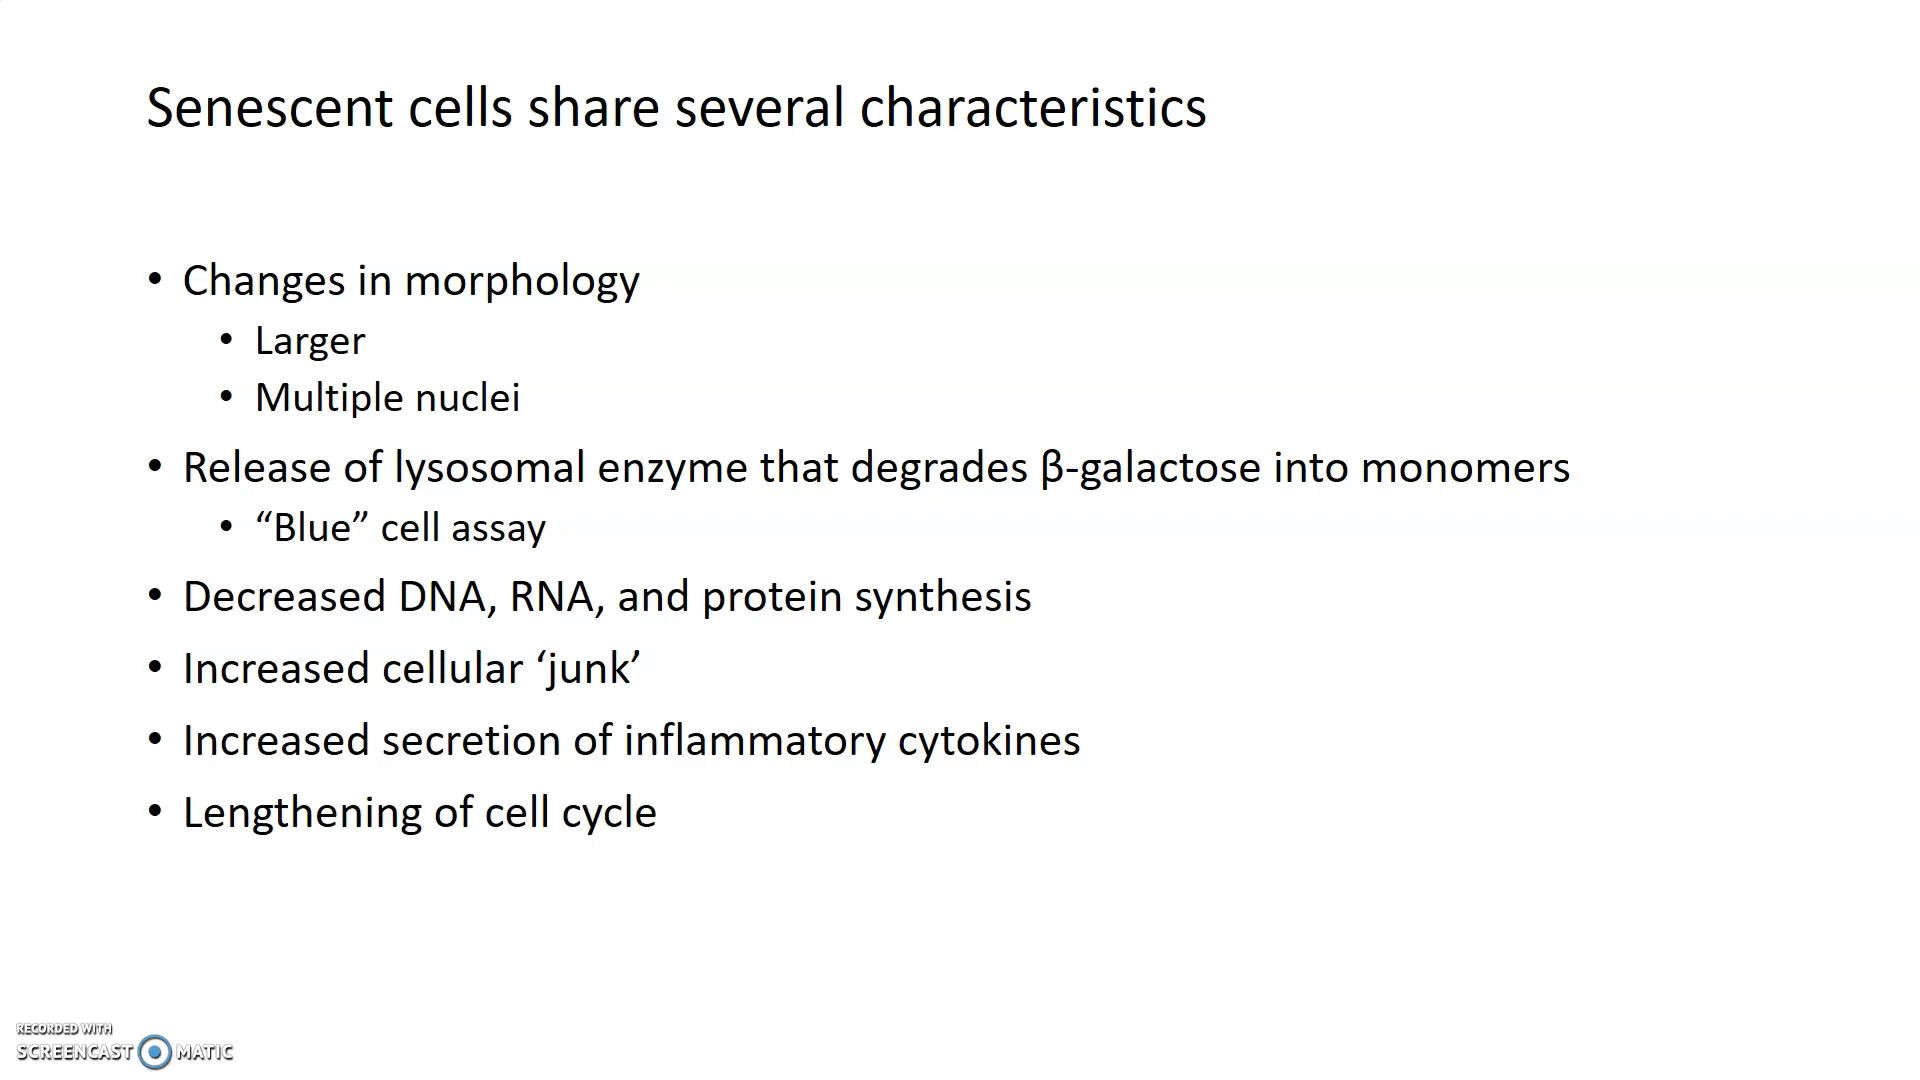 Senescent cells share several characteristics
• Changes in morphology
• Larger
• Multiple nuclei
• Release of lysosomal enzyme that degrades β-galactose into monomers
• “Blue” cell assay
• Decreased DNA, RNA, and protein synthesis
• Increased cellular ‘junk’
• Increased secretion of inflammatory cytokines
• Lengthening of cell cycle
RECORDED WITH
SCREENCAST MATIC